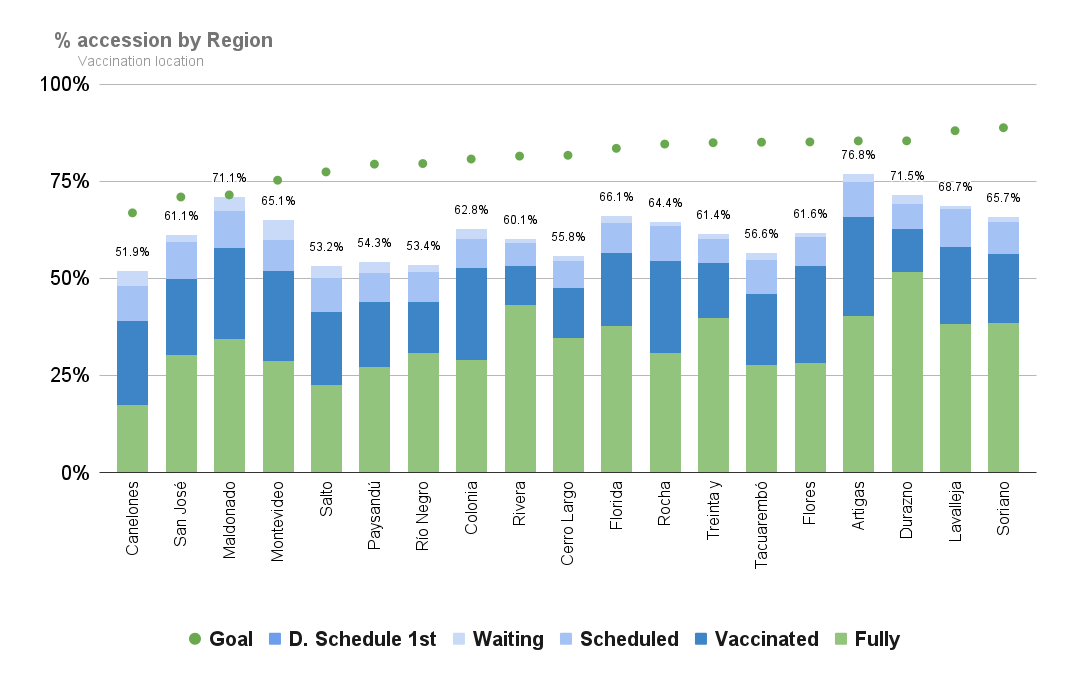 % accession by Region
Vaccination location
100%
75%
50%
25%
0%
51.9%
61.1%
71.1%
65.1%
53.2%
54.3%
53.4%
62.8%
60.1%
55.8%
66.1%
64.4%
61.4%
56.6%
61.6%
76.8%
71.5%
68.7%
65.7%
Canelones
San José
Maldonado
Montevideo
Salto
Paysandú
Río Negro
Colonia
Rivera
Cerro Largo
Florida
Rocha
Treinta y
Tacuarembó
Flores
Artigas
Durazno
Lavalleja
Soriano
Goal D. Schedule 1st Waiting Scheduled Vaccinated Fully